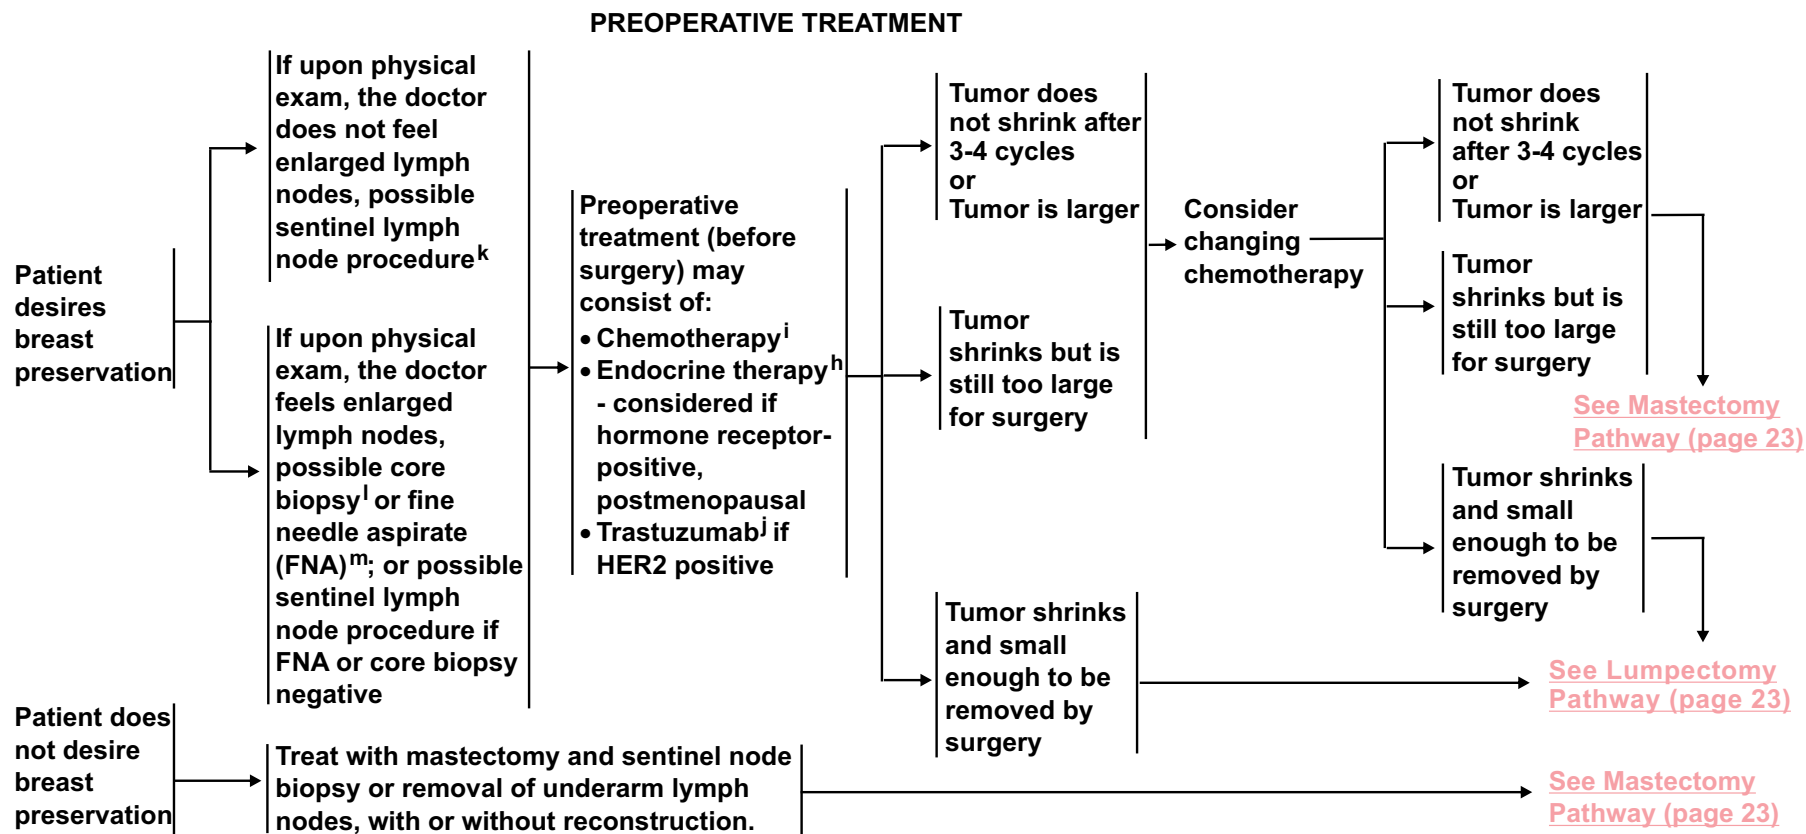 PREOPERATIVE TREATMENT
Patient
desires
breast
preservation
If upon physical
exam, the doctor
does not feel
enlarged lymph
nodes, possible
sentinel lymph
node procedurek
If upon physical
exam, the doctor
feels enlarged
lymph nodes,
possible core
biopsyl or fine
needle aspirate
(FNA)m; or possible
sentinel lymph
node procedure if
FNA or core biopsy
negative
Preoperative
treatment (before
surgery) may
consist of:
• Chemotherapyi
• Endocrine therapyh
- considered if
hormone receptor-
positive,
postmenopausal
• Trastuzumabj if
HER2 positive
Tumor does
not shrink after
3-4 cycles
or
Tumor is larger
Tumor
shrinks but is
still too large
for surgery
Tumor shrinks
and small
enough to be
removed by
surgery
Consider
changing
chemotherapy
Tumor does
not shrink
after 3-4 cycles
or
Tumor is larger
Tumor
shrinks but is
still too large
for surgery
See Mastectomy
Pathway (page 23)
Tumor shrinks
and small
enough to be
removed by
surgery
See Lumpectomy
Pathway (page 23)
Patient does
not desire
breast
preservation
Treat with mastectomy and sentinel node
biopsy or removal of underarm lymph
nodes, with or without reconstruction.
See Mastectomy
Pathway (page 23)